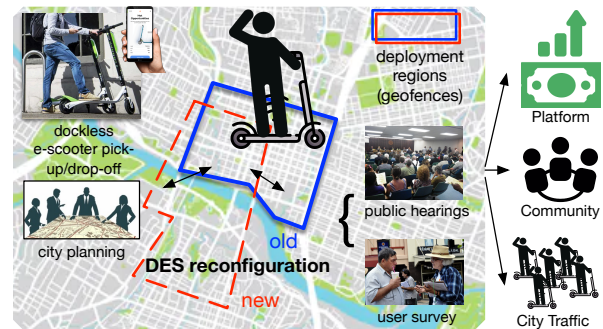 dockless
e-scooter pick-
up/drop-off
city planning
deployment
regions
(geofences)
public hearings
user survey
old
DES reconfiguration
new
Platform
Community
City Traffic